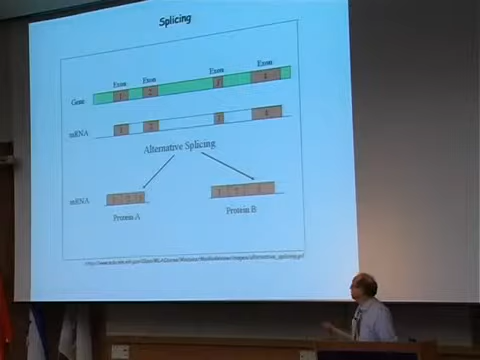 Splicing
Exon Exon Exon Exon
Gene 1 2 3 4
mRNA 1 2 3 4
Alternative Splicing
mRNA
Protein A Protein B